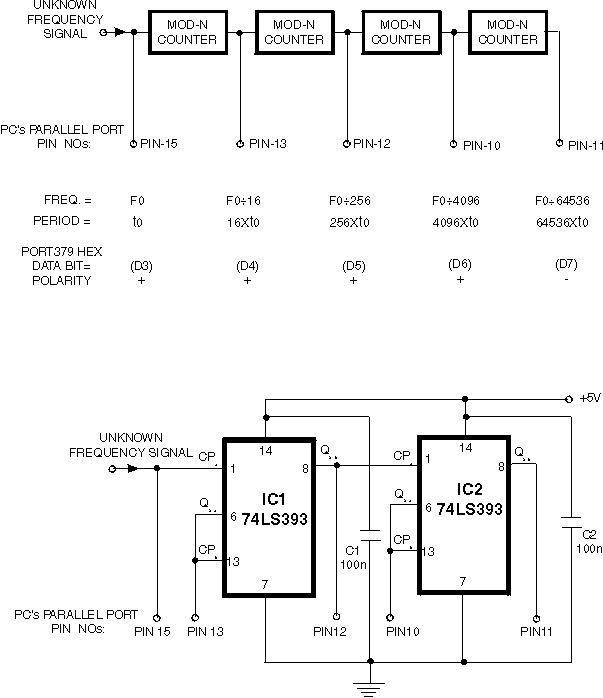 UNKNOWN
FREQUENCY
SIGNAL
MOD-N
COUNTER
MOD-N
COUNTER
MOD-N
COUNTER
MOD-N
COUNTER
PC's PARALLEL PORT
PIN NOs:
PIN-15 PIN-13 PIN-12 PIN-10 PIN-11
FREQ. = F0 F0÷16 F0÷256 F0÷4096 F0÷64536
PERIOD = t0 16Xt0 256Xt0 4096Xt0 64536Xt0
PORT379 HEX
DATA BIT= (D3) (D4) (D5) (D6) (D7)
POLARITY + + + + -
+5V
UNKNOWN
FREQUENCY SIGNAL
CP
1
14
8
Q
IC1
74LS393
Q
6
CP
13
7
C1
100n
CP
1
14
8
Q
IC2
74LS393
Q
6
CP
13
7
C2
100n
PC's PARALLEL PORT
PIN NOs:
PIN 15 PIN 13 PIN12 PIN10 PIN11